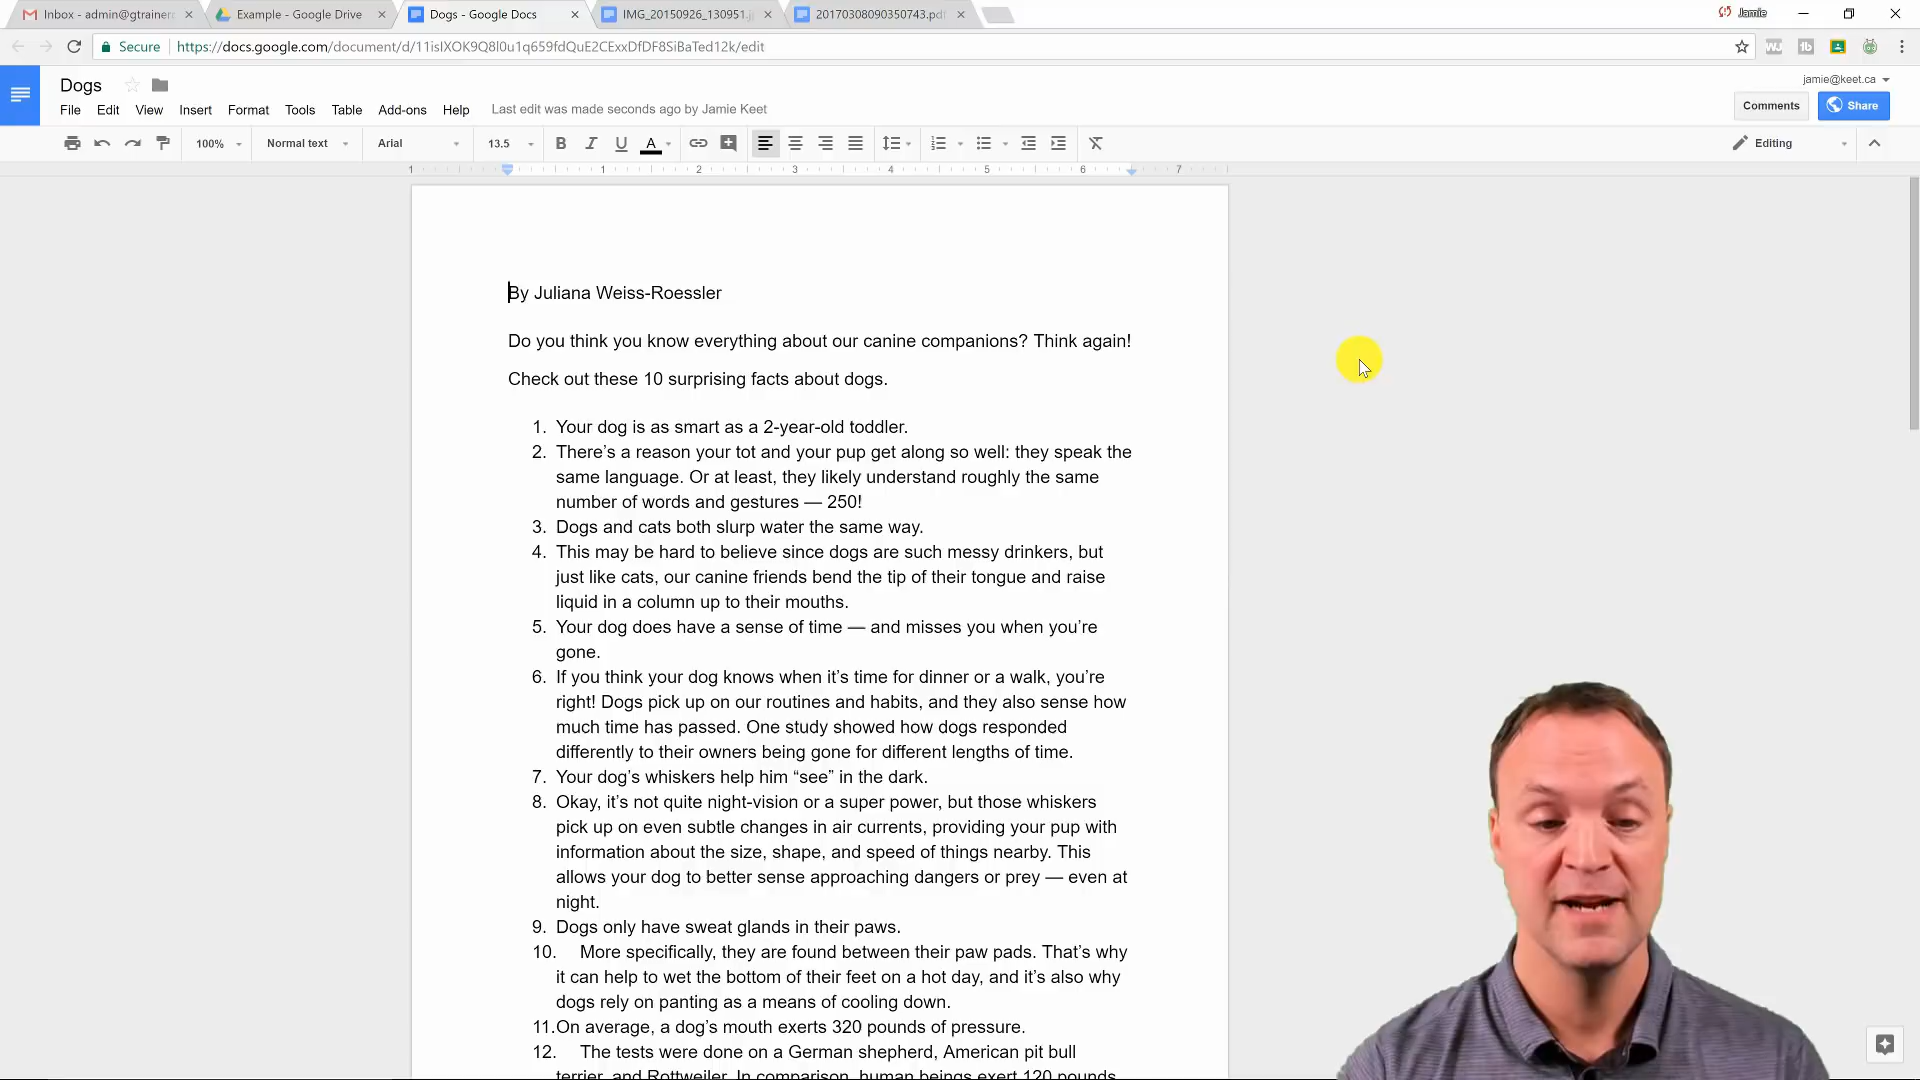 Inbox - admin@gtrainer
Example - Google Drive
Dogs - Google Docs
IMG_20150926_130951.j
20170308090350743.pdf
Jamie
Secure
https://docs.google.com/document/d/11isIXOK9Q8l0u1q659fdQuE2CExxDfDF8SiBaTed12k/edit
Dogs
jamie@keet.ca
File Edit View Insert Format Tools Table Add-ons Help
Last edit was made seconds ago by Jamie Keet
Comments
Share
100% Normal text Arial 13.5 B I U A
Editing
1 1 2 3 4 5 6 7
By Juliana Weiss-Roessler
Do you think you know everything about our canine companions? Think again!
Check out these 10 surprising facts about dogs.
1. Your dog is as smart as a 2-year-old toddler.
2. There’s a reason your tot and your pup get along so well: they speak the
same language. Or at least, they likely understand roughly the same
number of words and gestures — 250!
3. Dogs and cats both slurp water the same way.
4. This may be hard to believe since dogs are such messy drinkers, but
just like cats, our canine friends bend the tip of their tongue and raise
liquid in a column up to their mouths.
5. Your dog does have a sense of time — and misses you when you’re
gone.
6. If you think your dog knows when it’s time for dinner or a walk, you’re
right! Dogs pick up on our routines and habits, and they also sense how
much time has passed. One study showed how dogs responded
differently to their owners being gone for different lengths of time.
7. Your dog’s whiskers help him “see” in the dark.
8. Okay, it’s not quite night-vision or a super power, but those whiskers
pick up on even subtle changes in air currents, providing your pup with
information about the size, shape, and speed of things nearby. This
allows your dog to better sense approaching dangers or prey — even at
night.
9. Dogs only have sweat glands in their paws.
10. More specifically, they are found between their paw pads. That’s why
it can help to wet the bottom of their feet on a hot day, and it’s also why
dogs rely on panting as a means of cooling down.
11.On average, a dog’s mouth exerts 320 pounds of pressure.
12. The tests were done on a German shepherd, American pit bull
terrier, and Rottweiler. In comparison, human beings exert 120 pounds